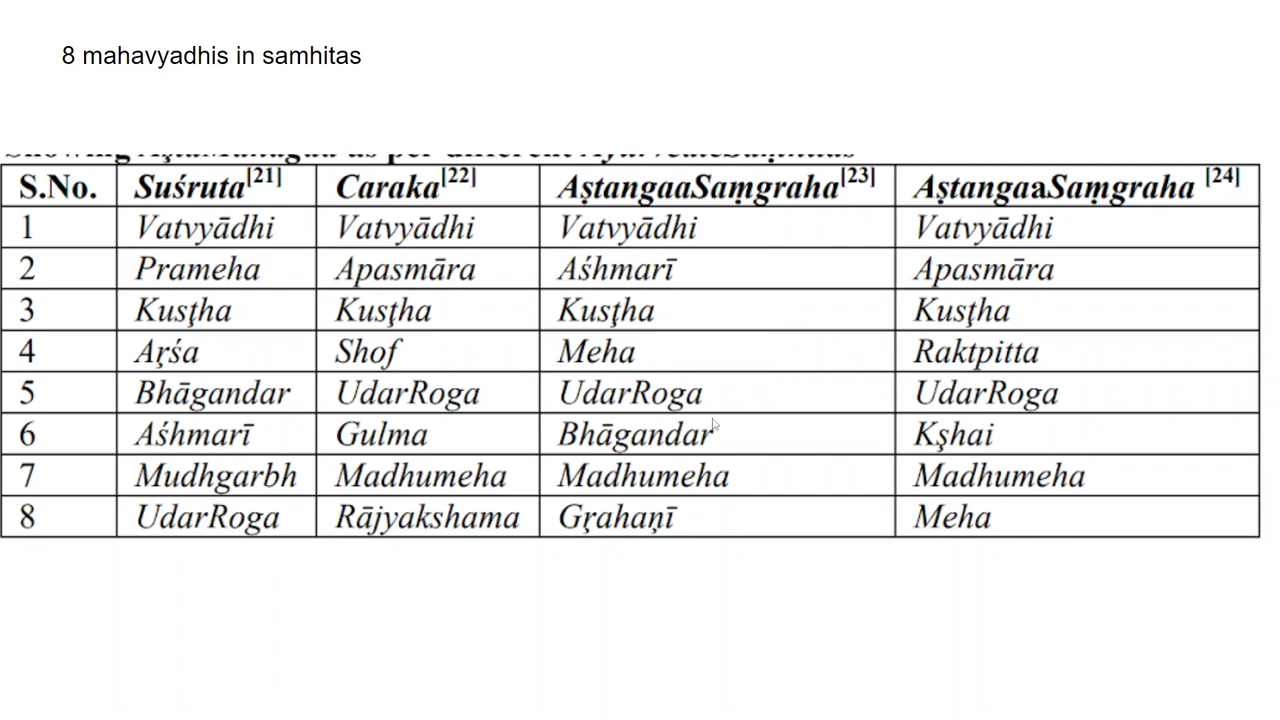 8 mahavyadhis in samhitas
S.No. Suśruta[21] Caraka[22] AṣtangaaSaṃgraha[23] AṣtangaaSaṃgraha [24]
1 Vatvyādhi Vatvyādhi Vatvyādhi Vatvyādhi
2 Prameha Apasmāra Aśhmarī Apasmāra
3 Kusţha Kusţha Kusţha Kusţha
4 Aŗśa Shof Meha Raktpitta
5 Bhāgandar UdarRoga UdarRoga UdarRoga
6 Aśhmarī Gulma Bhāgandar Kşhai
7 Mudhgarbh Madhumeha Madhumeha Madhumeha
8 UdarRoga Rājyakshama Gŗahaṇī Meha